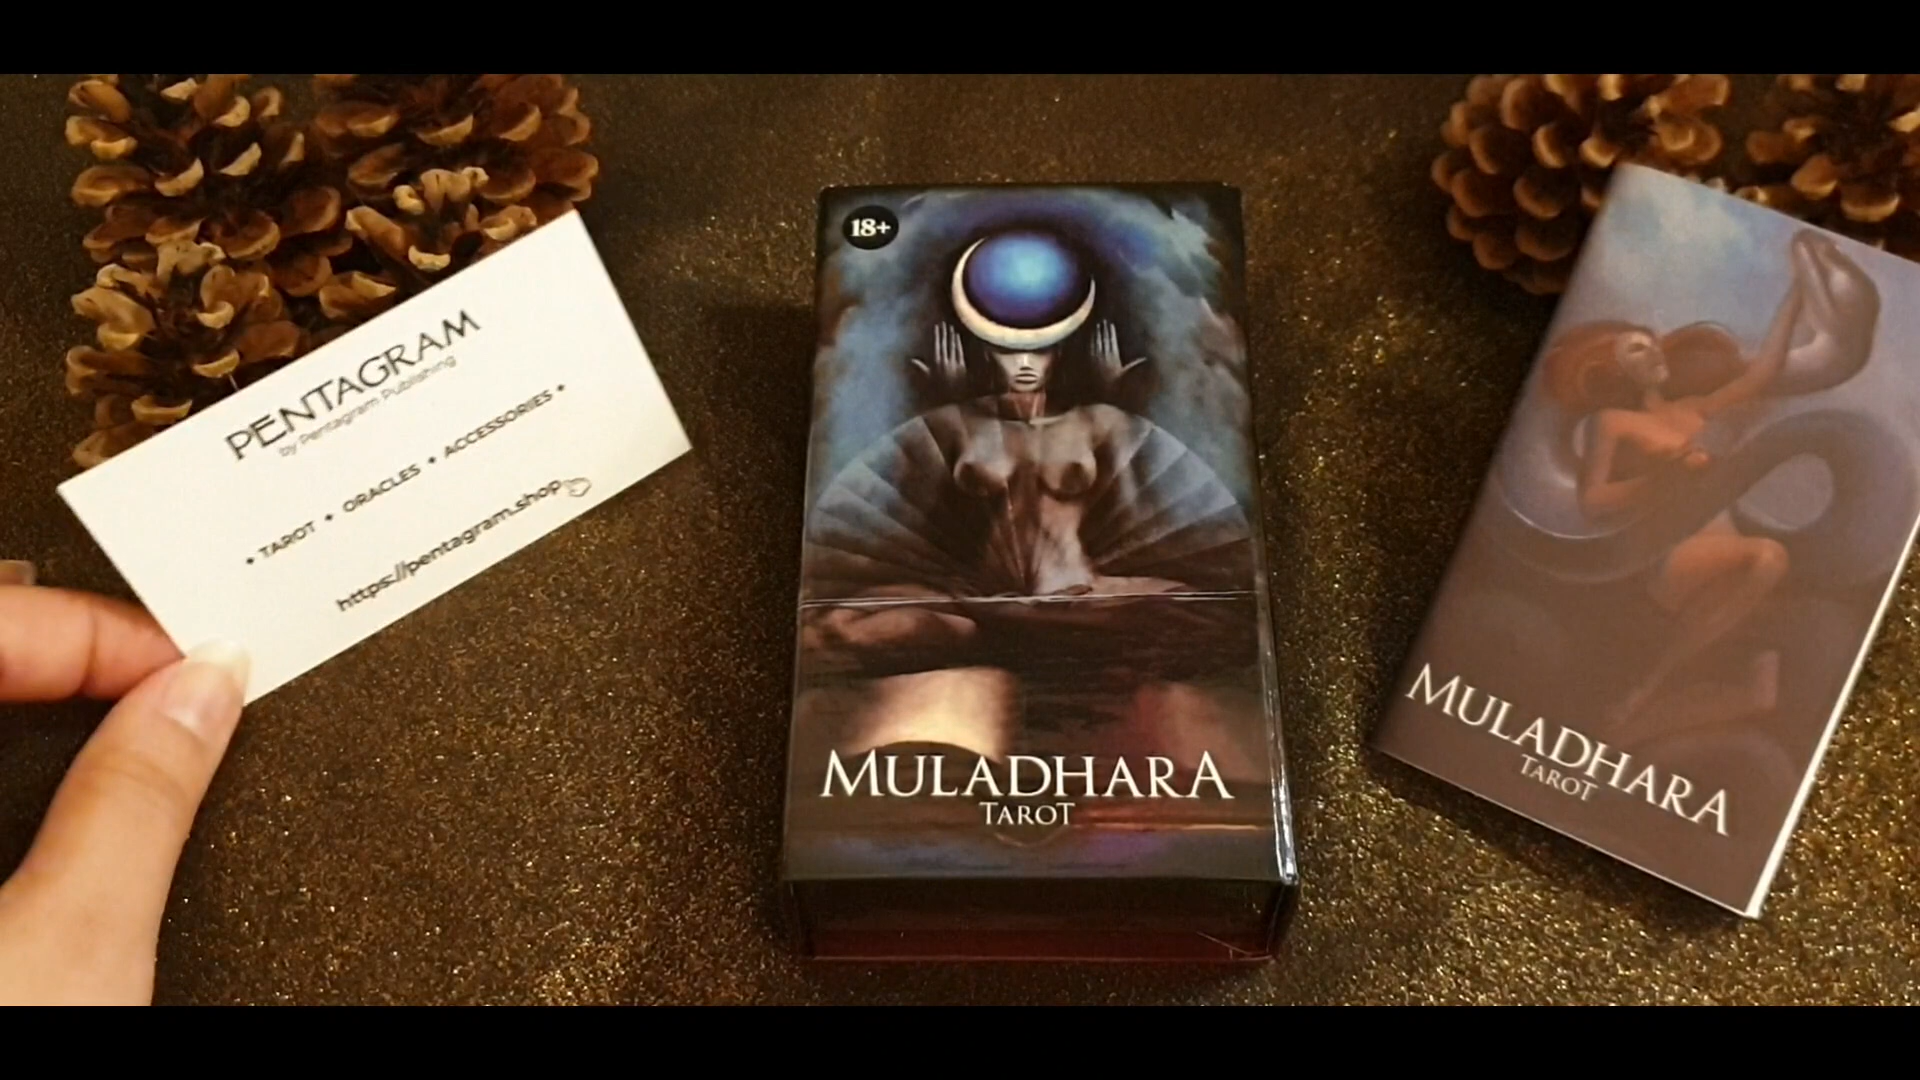 PENTAGRAM
by Pentagram Publishing
• TAROT • ORACLES • ACCESSORIES •
https://pentagram.shop
18+
MULADHARA
TAROT
MULADHARA
TAROT